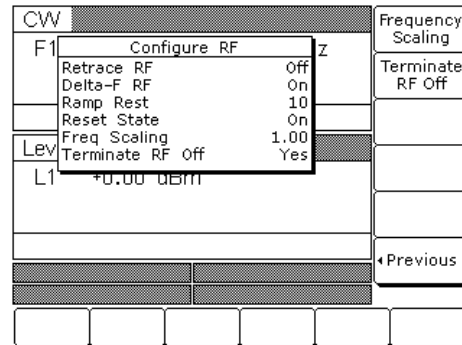 CW
F1 z
Configure RF
Retrace RF Off
Delta-F RF On
Ramp Rest 10
Reset State On
Freq Scaling 1.00
Terminate RF Off Yes
Lev
L1 +0.00 dBm
Frequency
Scaling
Terminate
RF Off
Previous